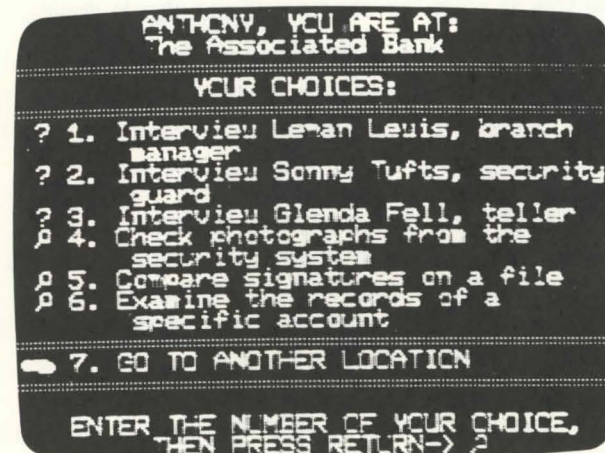 ANTHONY, YOU ARE AT:
The Associated Bank
YOUR CHOICES:
? 1. Interview Leman Lewis, branch
manager
? 2. Interview Sonny Tufts, security
guard
? 3. Interview Glenda Fell, teller
4. Check photographs from the
security system
5. Compare signatures on a file
6. Examine the records of a
specific account
7. GO TO ANOTHER LOCATION
ENTER THE NUMBER OF YOUR CHOICE,
THEN PRESS RETURN-> 2